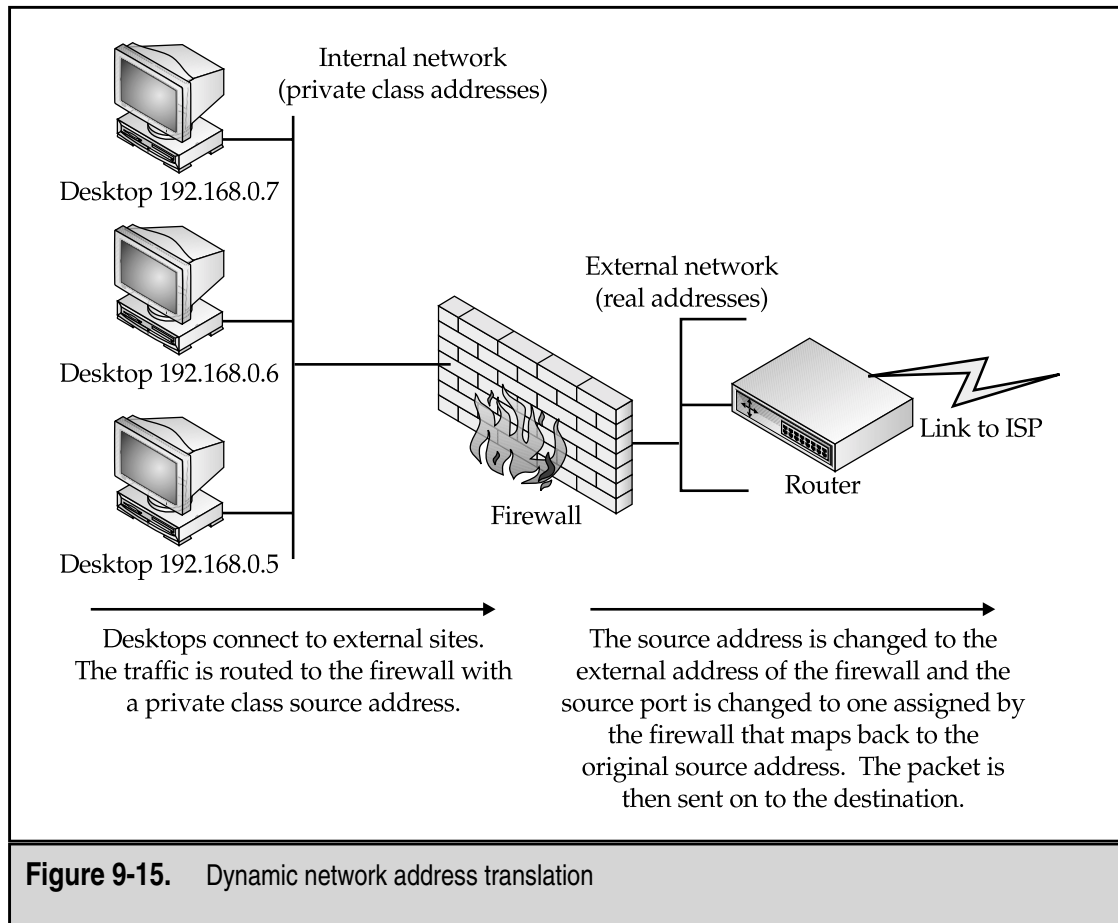 Internal network
(private class addresses)
Desktop 192.168.0.7
Desktop 192.168.0.6
Desktop 192.168.0.5
External network
(real addresses)
Firewall
Router
Link to ISP
Desktops connect to external sites.
The traffic is routed to the firewall with
a private class source address.
The source address is changed to the
external address of the firewall and the
source port is changed to one assigned by
the firewall that maps back to the
original source address. The packet is
then sent on to the destination.
Figure 9-15. Dynamic network address translation